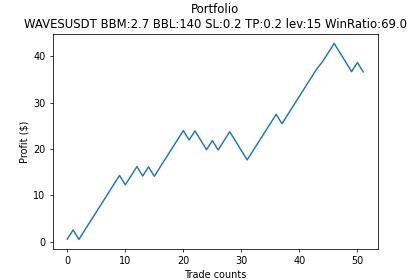 Portfolio
WAVESUSDT BBM:2.7 BBL:140 SL:0.2 TP:0.2 lev:15 WinRatio:69.0
Profit ($)
40
30
20
10
0
0 10 20 30 40 50
Trade counts